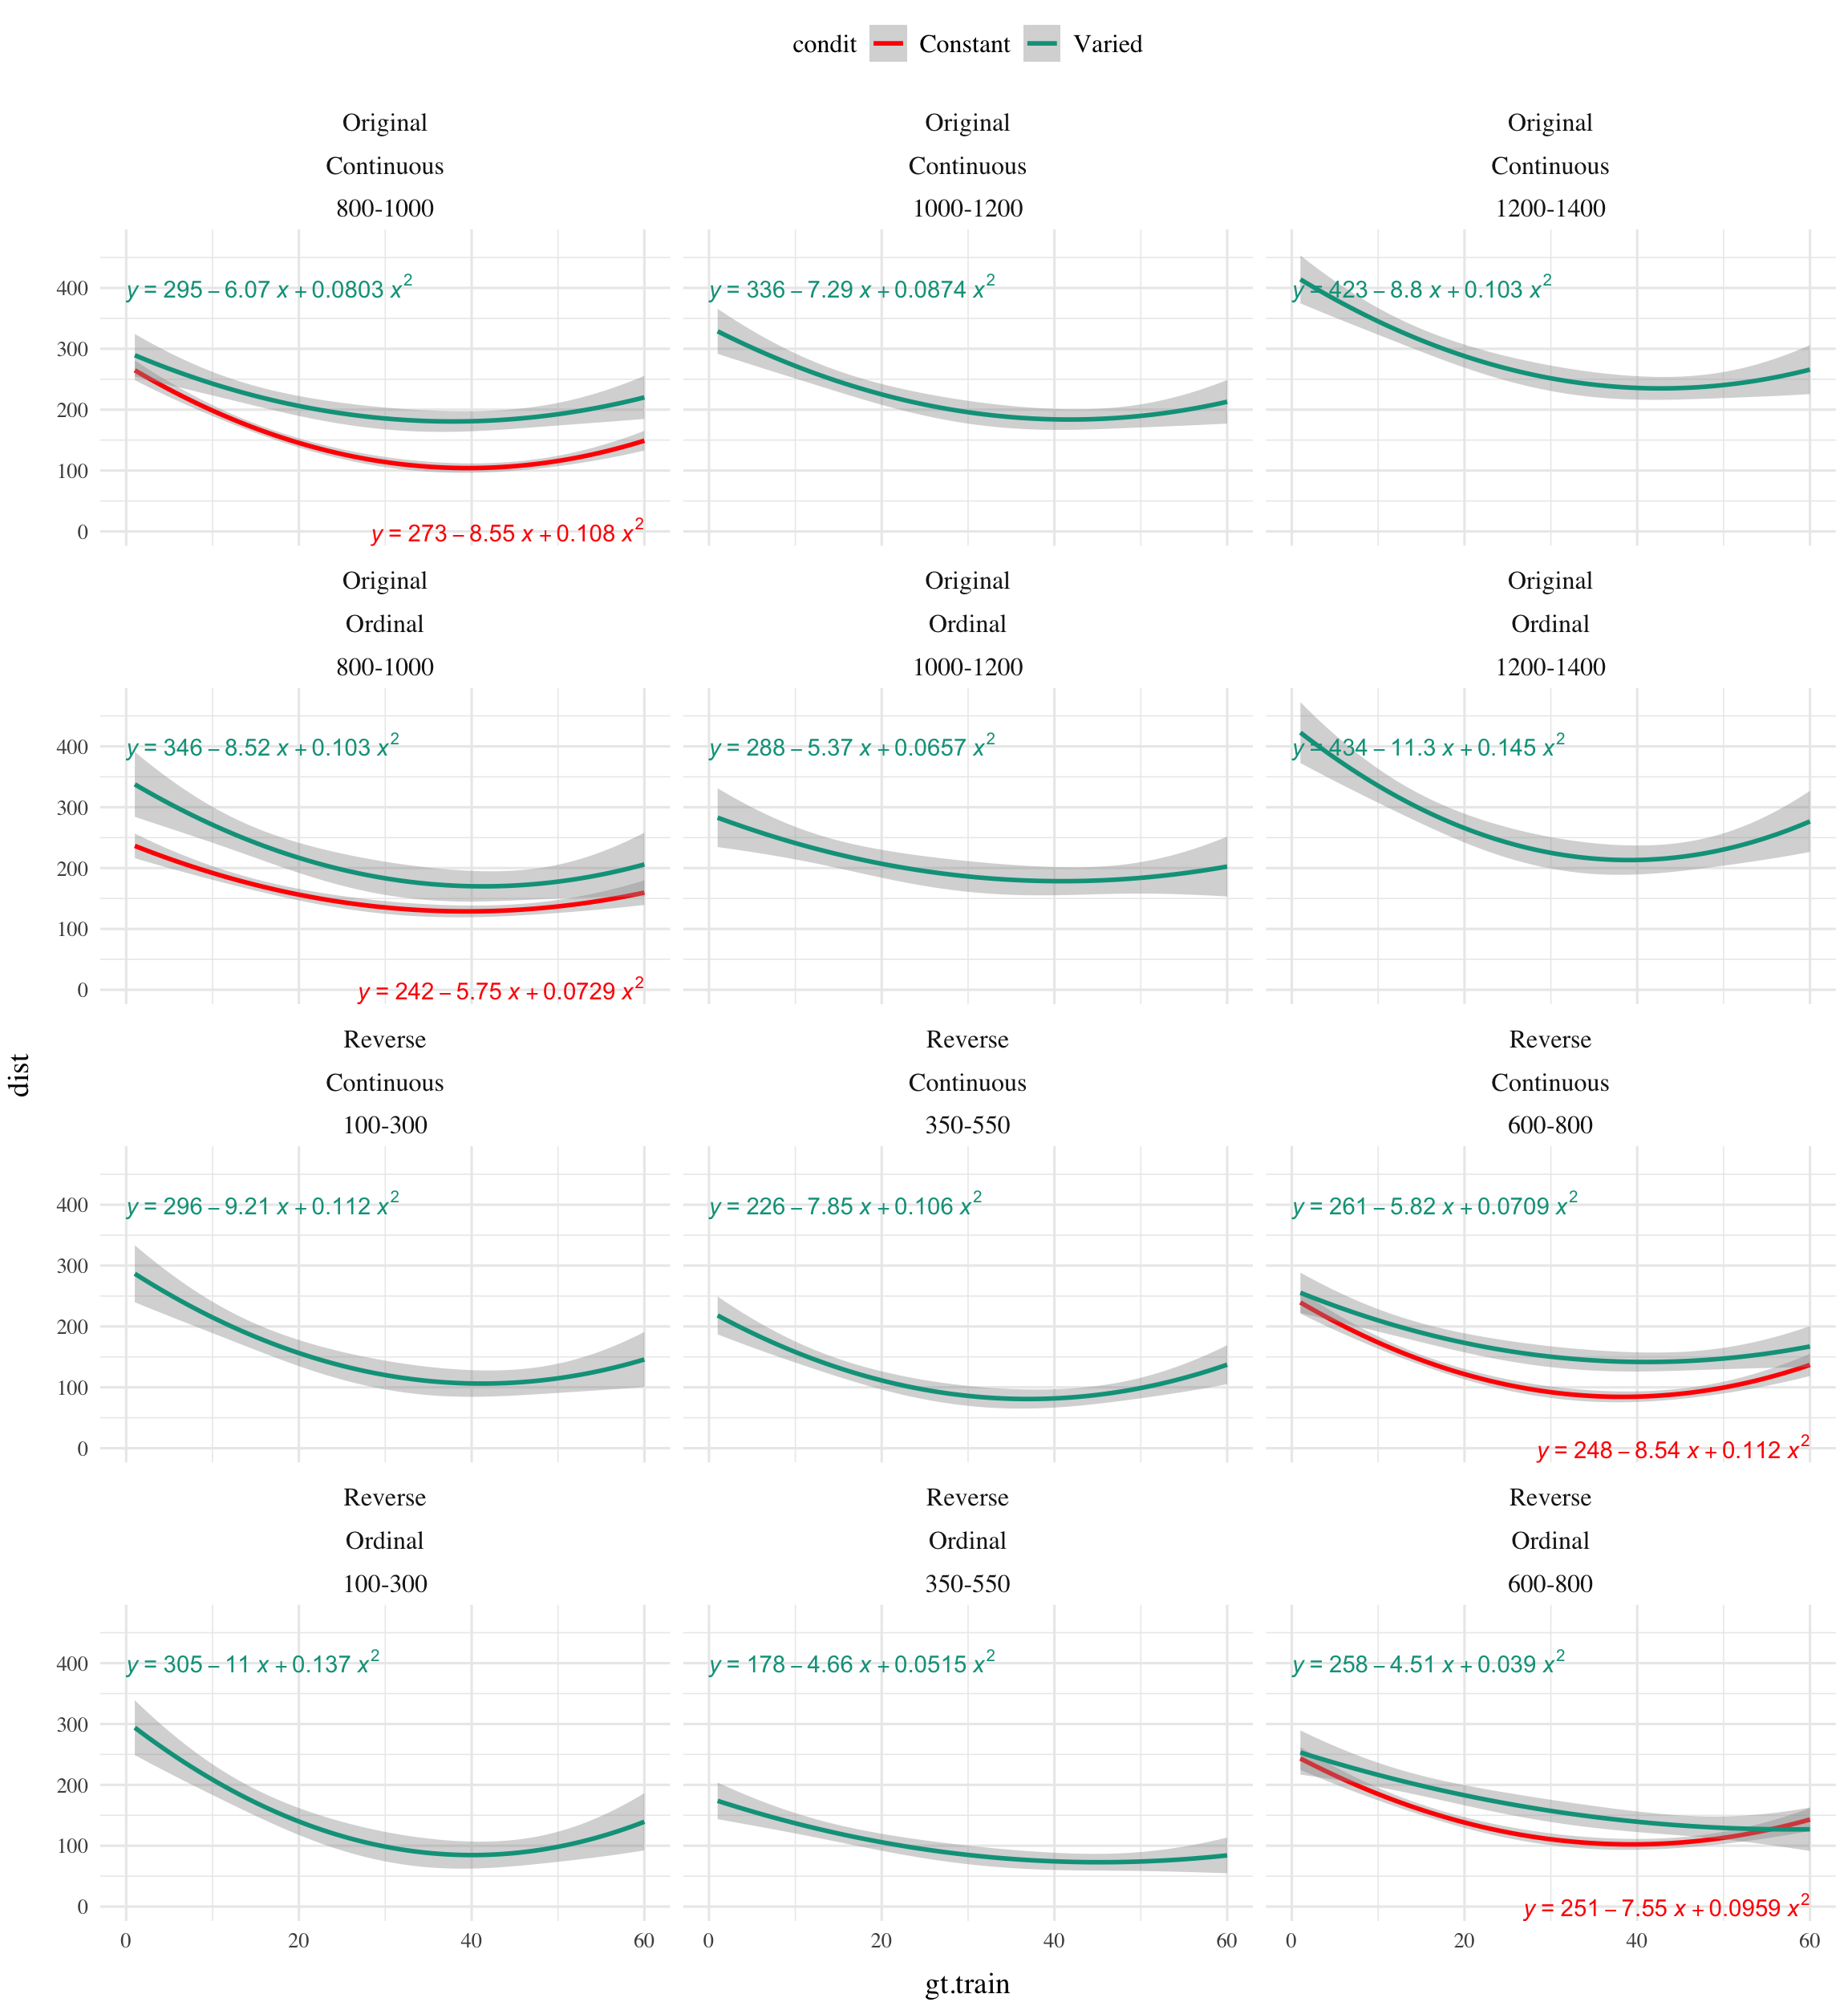 condit Constant Varied
Original Original Original
Continuous Continuous Continuous
800-1000 1000-1200 1200-1400
400
y = 295 – 6.07 x + 0.0803 x²
y = 336 – 7.29 x + 0.0874 x²
y = 423 – 8.8 x + 0.103 x²
300
200
100
0
y = 273 – 8.55 x + 0.108 x²
Original Original Original
Ordinal Ordinal Ordinal
800-1000 1000-1200 1200-1400
400
y = 346 – 8.52 x + 0.103 x²
y = 288 – 5.37 x + 0.0657 x²
y = 434 – 11.3 x + 0.145 x²
300
200
100
0
y = 242 – 5.75 x + 0.0729 x²
dist
Reverse Reverse Reverse
Continuous Continuous Continuous
100-300 350-550 600-800
400
y = 296 – 9.21 x + 0.112 x²
y = 226 – 7.85 x + 0.106 x²
y = 261 – 5.82 x + 0.0709 x²
300
200
100
0
y = 248 – 8.54 x + 0.112 x²
Reverse Reverse Reverse
Ordinal Ordinal Ordinal
100-300 350-550 600-800
400
y = 305 – 11 x + 0.137 x²
y = 178 – 4.66 x + 0.0515 x²
y = 258 – 4.51 x + 0.039 x²
300
200
100
0
y = 251 – 7.55 x + 0.0959 x²
0 20 40 60 0 20 40 60 0 20 40 60
gt.train